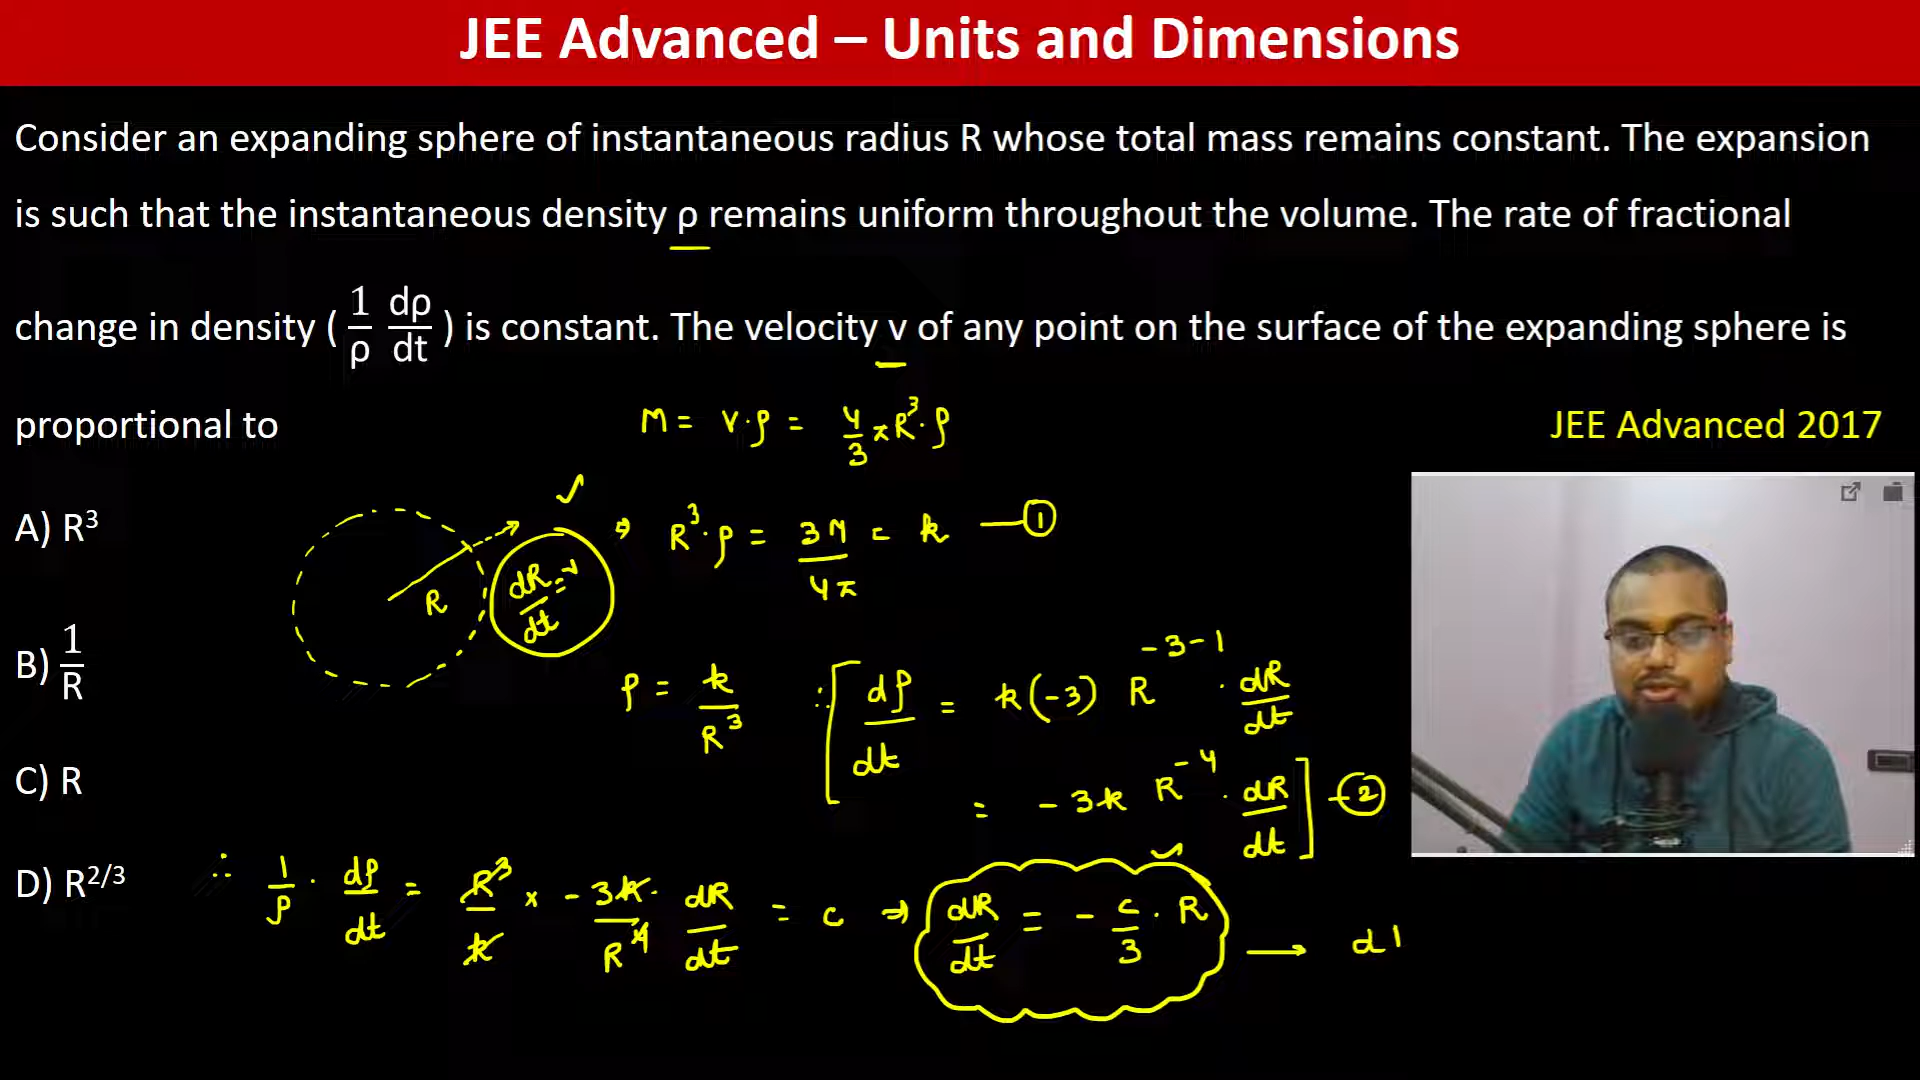 JEE Advanced – Units and Dimensions
Consider an expanding sphere of instantaneous radius R whose total mass remains constant. The expansion
is such that the instantaneous density ρ remains uniform throughout the volume. The rate of fractional
change in density ( 1/ρ dρ/dt ) is constant. The velocity v of any point on the surface of the expanding sphere is
proportional to
JEE Advanced 2017
M = V·ρ = 4/3 πR³·ρ
A) R³
R
dR/dt = v
⇒ R³·ρ = 3M/4π = k — ①
B) 1/R
ρ = k/R³ ∴ [ dρ/dt = k(-3) R^(-3-1) · dR/dt
C) R
= -3k R⁻⁴ · dR/dt ] – ②
D) R^(2/3)
∴ 1/ρ · dρ/dt = R³/k × -3k/R⁴ · dR/dt = c ⇒ dR/dt = - c/3 · R → d